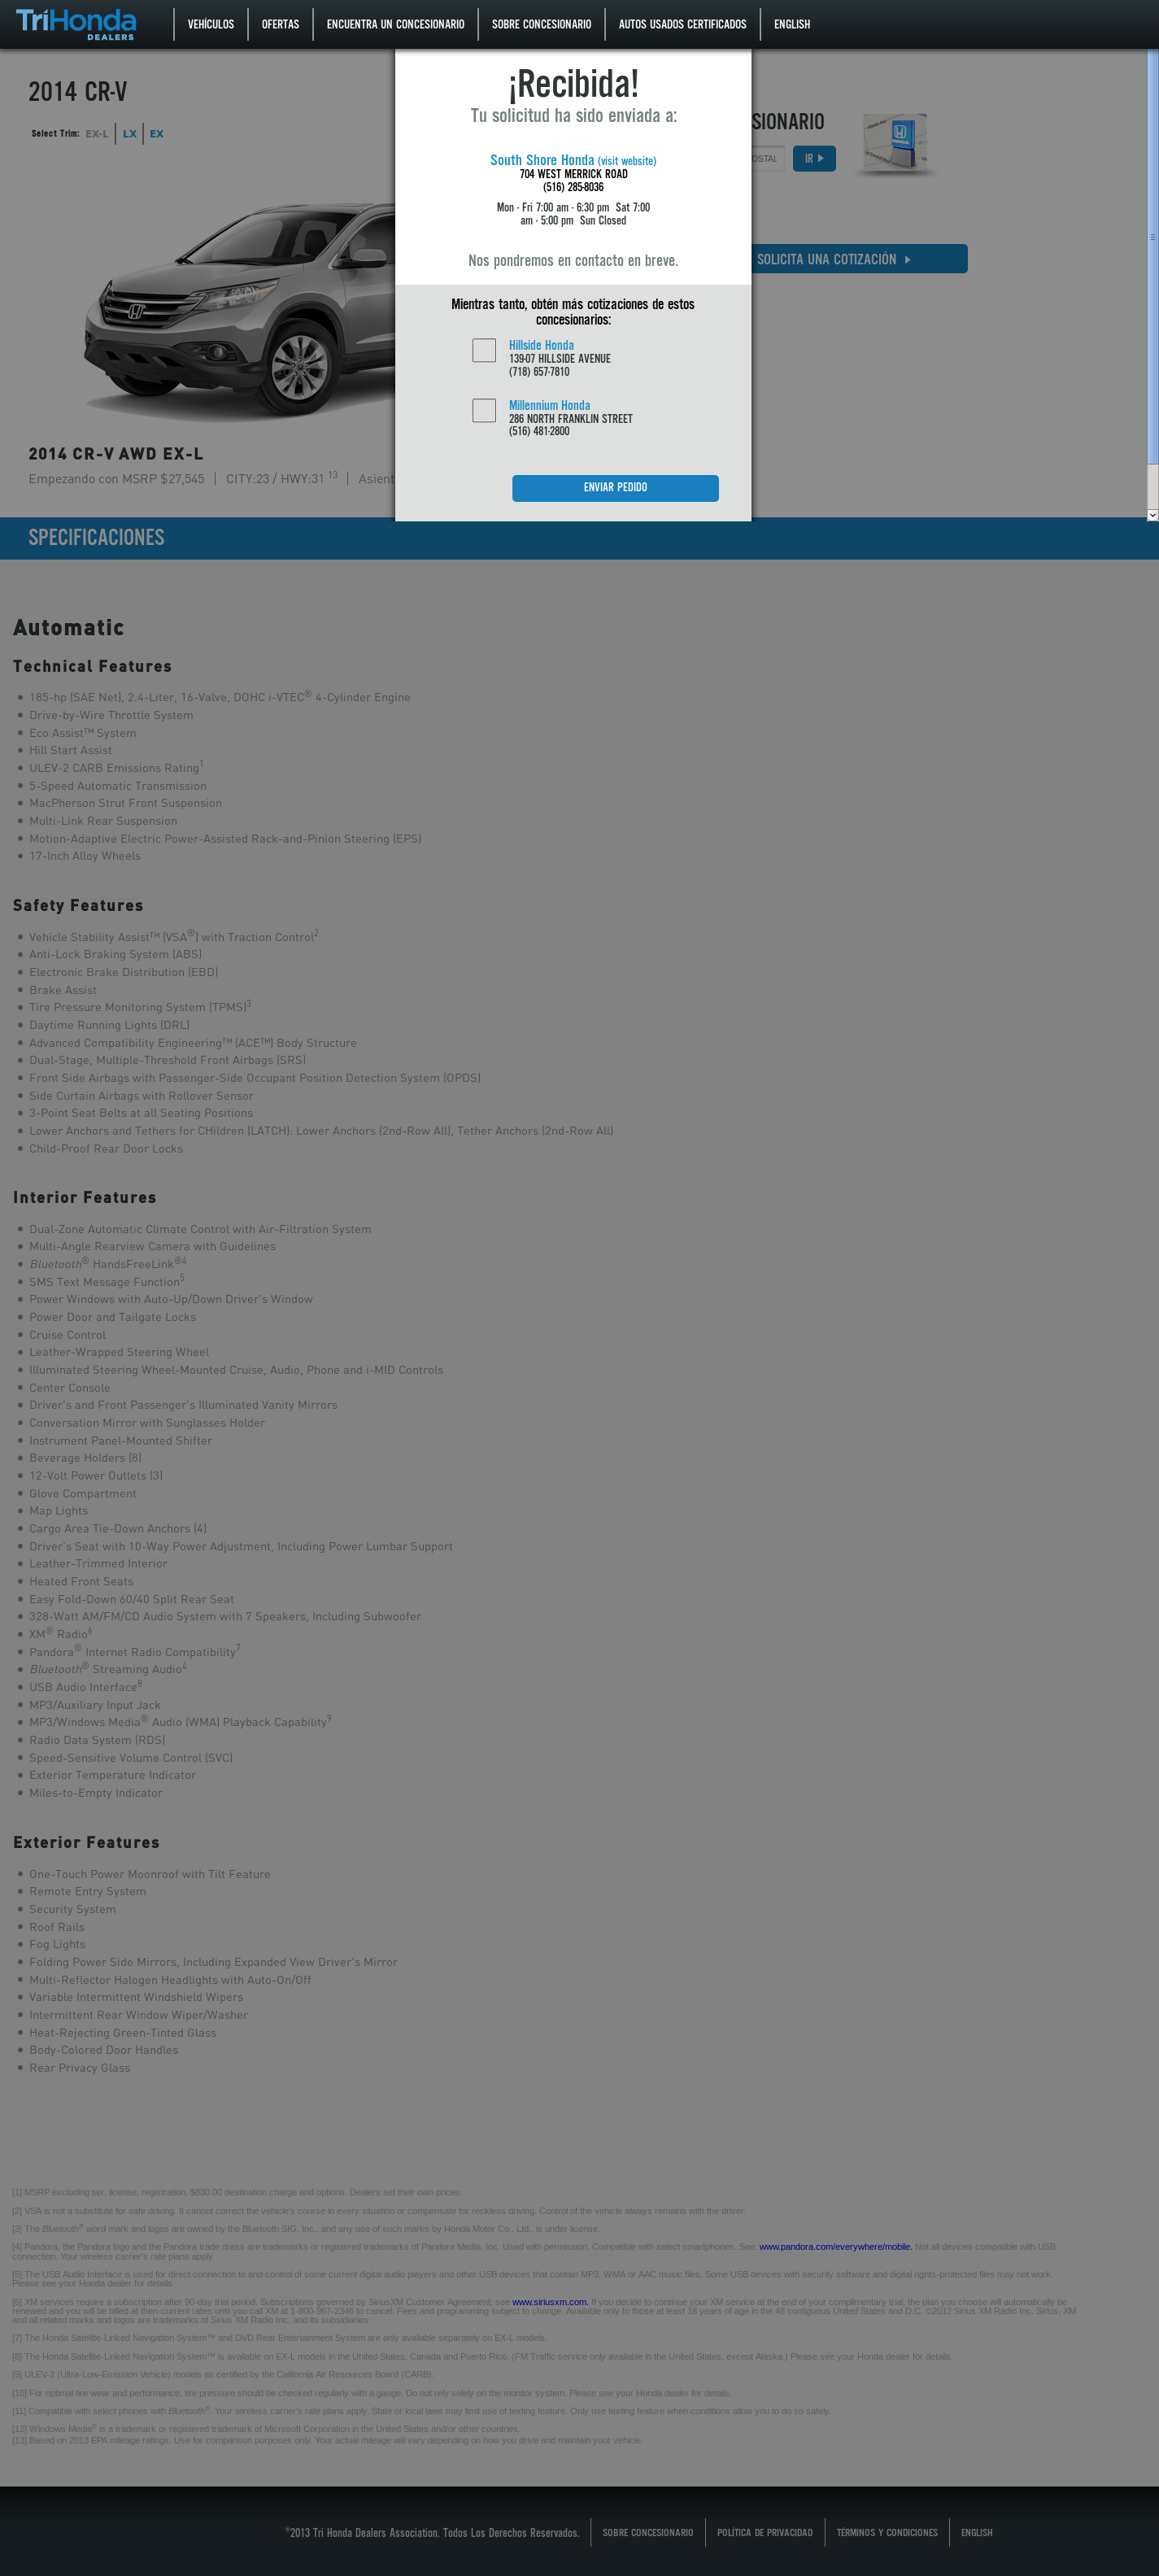 TriHonda
DEALERS
VEHÍCULOS
OFERTAS
ENCUENTRA UN CONCESIONARIO
SOBRE CONCESIONARIO
AUTOS USADOS CERTIFICADOS
ENGLISH
2014 CR-V
Select Trim: EX-L LX EX
¡Recibida!
Tu solicitud ha sido enviada a:
South Shore Honda (visit website)
704 WEST MERRICK ROAD
(516) 285-8036
Mon - Fri 7:00 am - 6:30 pm Sat 7:00
am - 5:00 pm Sun Closed
Nos pondremos en contacto en breve.
Mientras tanto, obtén más cotizaciones de estos
concesionarios:
Hillside Honda
139-07 HILLSIDE AVENUE
(718) 657-7810
Millennium Honda
286 NORTH FRANKLIN STREET
(516) 481-2800
ENVIAR PEDIDO
SIONARIO
OSTAL
IR
SOLICITA UNA COTIZACIÓN
2014 CR-V AWD EX-L
Empezando con MSRP $27,545 | CITY:23 / HWY:31 13 | Asient
SPECIFICACIONES
Automatic
Technical Features
185-hp (SAE Net), 2.4-Liter, 16-Valve, DOHC i-VTEC® 4-Cylinder Engine
Drive-by-Wire Throttle System
Eco Assist™ System
Hill Start Assist
ULEV-2 CARB Emissions Rating1
5-Speed Automatic Transmission
MacPherson Strut Front Suspension
Multi-Link Rear Suspension
Motion-Adaptive Electric Power-Assisted Rack-and-Pinion Steering (EPS)
17-Inch Alloy Wheels
Safety Features
Vehicle Stability Assist™ (VSA®) with Traction Control2
Anti-Lock Braking System (ABS)
Electronic Brake Distribution (EBD)
Brake Assist
Tire Pressure Monitoring System (TPMS)3
Daytime Running Lights (DRL)
Advanced Compatibility Engineering™ (ACE™) Body Structure
Dual-Stage, Multiple-Threshold Front Airbags (SRS)
Front Side Airbags with Passenger-Side Occupant Position Detection System (OPDS)
Side Curtain Airbags with Rollover Sensor
3-Point Seat Belts at all Seating Positions
Lower Anchors and Tethers for CHildren (LATCH): Lower Anchors (2nd-Row All), Tether Anchors (2nd-Row All)
Child-Proof Rear Door Locks
Interior Features
Dual-Zone Automatic Climate Control with Air-Filtration System
Multi-Angle Rearview Camera with Guidelines
Bluetooth® HandsFreeLink®4
SMS Text Message Function5
Power Windows with Auto-Up/Down Driver's Window
Power Door and Tailgate Locks
Cruise Control
Leather-Wrapped Steering Wheel
Illuminated Steering Wheel-Mounted Cruise, Audio, Phone and i-MID Controls
Center Console
Driver's and Front Passenger's Illuminated Vanity Mirrors
Conversation Mirror with Sunglasses Holder
Instrument Panel-Mounted Shifter
Beverage Holders (8)
12-Volt Power Outlets (3)
Glove Compartment
Map Lights
Cargo Area Tie-Down Anchors (4)
Driver's Seat with 10-Way Power Adjustment, Including Power Lumbar Support
Leather-Trimmed Interior
Heated Front Seats
Easy Fold-Down 60/40 Split Rear Seat
328-Watt AM/FM/CD Audio System with 7 Speakers, Including Subwoofer
XM® Radio6
Pandora® Internet Radio Compatibility7
Bluetooth® Streaming Audio4
USB Audio Interface8
MP3/Auxiliary Input Jack
MP3/Windows Media® Audio (WMA) Playback Capability9
Radio Data System (RDS)
Speed-Sensitive Volume Control (SVC)
Exterior Temperature Indicator
Miles-to-Empty Indicator
Exterior Features
One-Touch Power Moonroof with Tilt Feature
Remote Entry System
Security System
Roof Rails
Fog Lights
Folding Power Side Mirrors, Including Expanded View Driver's Mirror
Multi-Reflector Halogen Headlights with Auto-On/Off
Variable Intermittent Windshield Wipers
Intermittent Rear Window Wiper/Washer
Heat-Rejecting Green-Tinted Glass
Body-Colored Door Handles
Rear Privacy Glass
[1] MSRP excluding tax, license, registration, $830.00 destination charge and options. Dealers set their own prices.
[2] VSA is not a substitute for safe driving. It cannot correct the vehicle's course in every situation or compensate for reckless driving. Control of the vehicle always remains with the driver.
[3] The Bluetooth® word mark and logos are owned by the Bluetooth SIG, Inc., and any use of such marks by Honda Motor Co., Ltd., is under license.
[4] Pandora, the Pandora logo and the Pandora trade dress are trademarks or registered trademarks of Pandora Media, Inc. Used with permission. Compatible with select smartphones. See: www.pandora.com/everywhere/mobile. Not all devices compatible with USB
connection. Your wireless carrier's rate plans apply.
[5] The USB Audio Interface is used for direct connection to and control of some current digital audio players and other USB devices that contain MP3, WMA or AAC music files. Some USB devices with security software and digital rights-protected files may not work.
Please see your Honda dealer for details.
[6] XM services require a subscription after 90-day trial period. Subscriptions governed by SiriusXM Customer Agreement; see www.siriusxm.com. If you decide to continue your XM service at the end of your complimentary trial, the plan you choose will automatically be
renewed and you will be billed at then-current rates until you call XM at 1-800-967-2346 to cancel. Fees and programming subject to change. Available only to those at least 18 years of age in the 48 contiguous United States and D.C. ©2012 Sirius XM Radio Inc. Sirius, XM
and all related marks and logos are trademarks of Sirius XM Radio Inc. and its subsidiaries.
[7] The Honda Satellite-Linked Navigation System™ and DVD Rear Entertainment System are only available separately on EX-L models.
[8] The Honda Satellite-Linked Navigation System™ is available on EX-L models in the United States, Canada and Puerto Rico. (FM Traffic service only available in the United States, except Alaska.) Please see your Honda dealer for details.
[9] ULEV-2 (Ultra-Low-Emission Vehicle) models as certified by the California Air Resources Board (CARB).
[10] For optimal tire wear and performance, tire pressure should be checked regularly with a gauge. Do not rely solely on the monitor system. Please see your Honda dealer for details.
[11] Compatible with select phones with Bluetooth®. Your wireless carrier's rate plans apply. State or local laws may limit use of texting feature. Only use texting feature when conditions allow you to do so safely.
[12] Windows Media® is a trademark or registered trademark of Microsoft Corporation in the United States and/or other countries.
[13] Based on 2013 EPA mileage ratings. Use for comparison purposes only. Your actual mileage will vary depending on how you drive and maintain your vehicle.
©2013 Tri Honda Dealers Association. Todos Los Derechos Reservados.
SOBRE CONCESIONARIO
POLÍTICA DE PRIVACIDAD
TÉRMINOS Y CONDICIONES
ENGLISH